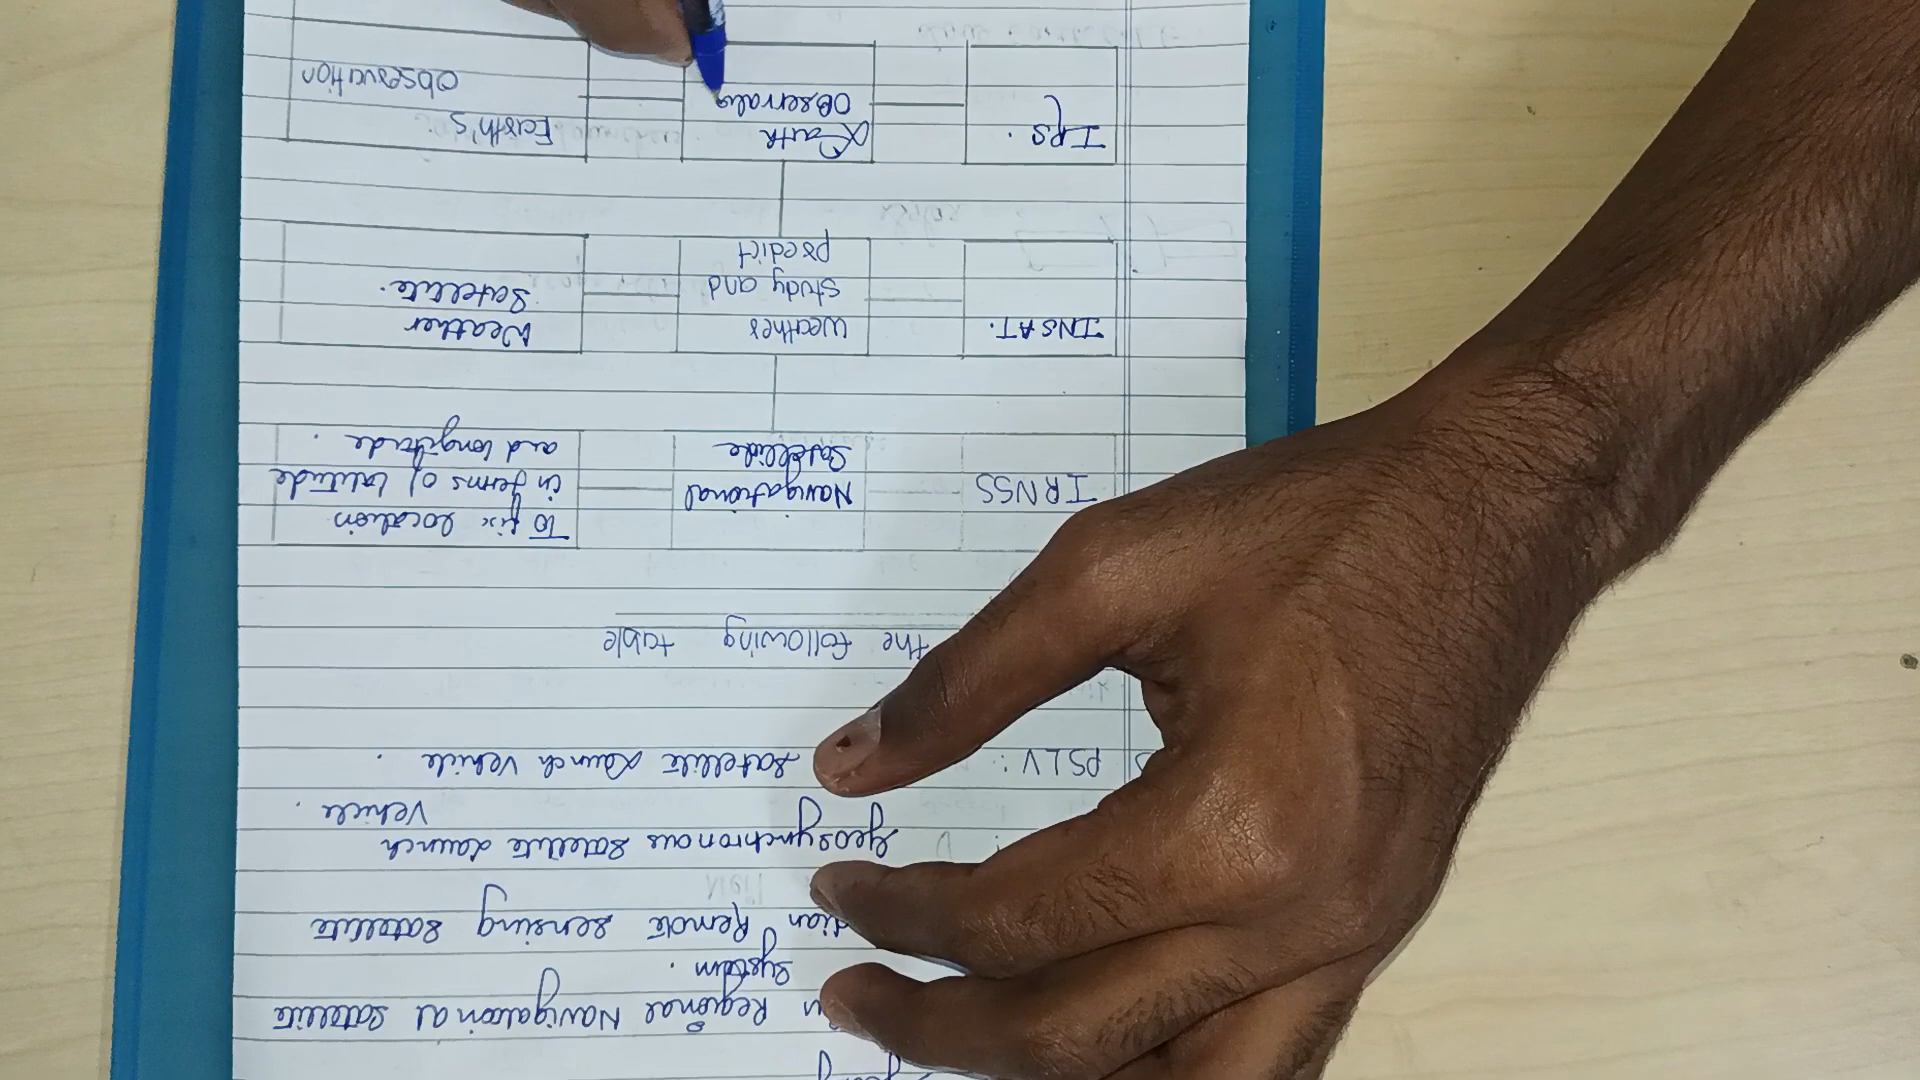 Regional Navigational Satellite
System.
Remote Sensing Satellite
Geosynchronous Satellite Launch
Vehicle.
PSLV: Satellite Launch Vehicle.
the following table
IRNSS
Navigational
Satellite
To fix location
in terms of latitude
and longitude.
INSAT.
Weather
study and
predict
Weather
Satellite.
IRS.
Earth
Earth's
Observation